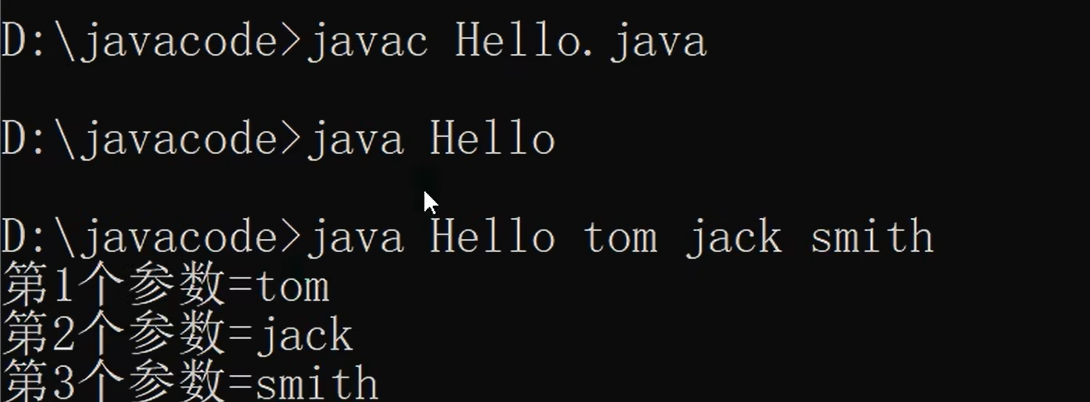 D:\javacode>javac Hello.java
D:\javacode>java Hello
D:\javacode>java Hello tom jack smith
第1个参数=tom
第2个参数=jack
第3个参数=smith